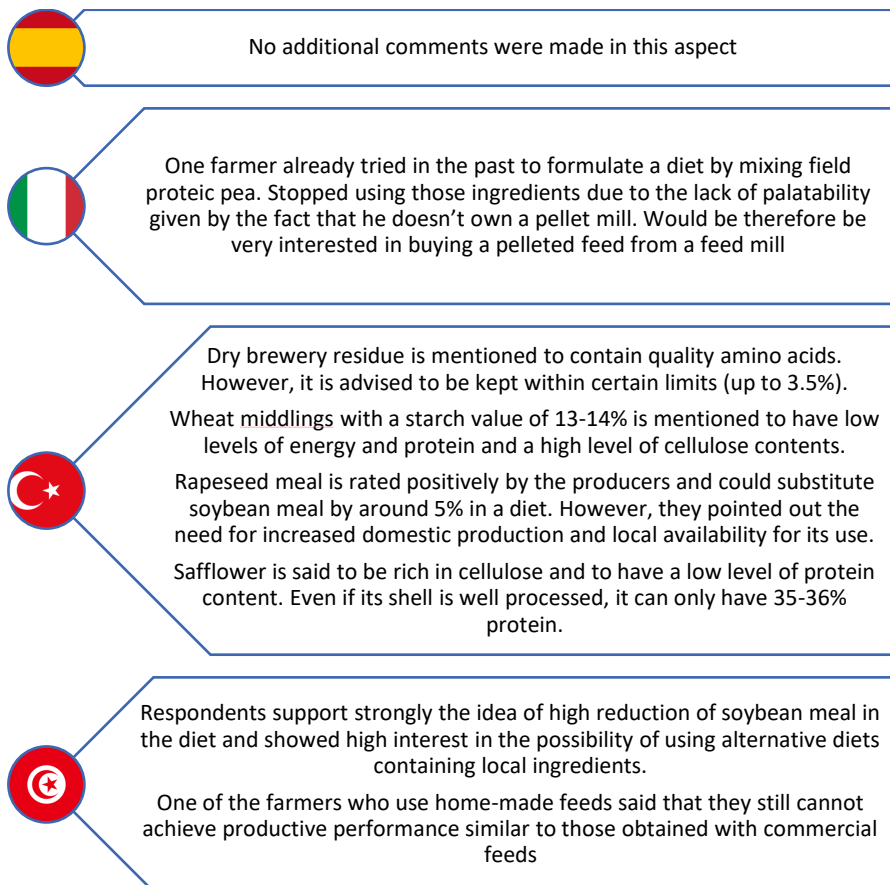 No additional comments were made in this aspect
One farmer already tried in the past to formulate a diet by mixing field
proteic pea. Stopped using those ingredients due to the lack of palatability
given by the fact that he doesn’t own a pellet mill. Would be therefore be
very interested in buying a pelleted feed from a feed mill
Dry brewery residue is mentioned to contain quality amino acids.
However, it is advised to be kept within certain limits (up to 3.5%).
Wheat middlings with a starch value of 13-14% is mentioned to have low
levels of energy and protein and a high level of cellulose contents.
Rapeseed meal is rated positively by the producers and could substitute
soybean meal by around 5% in a diet. However, they pointed out the
need for increased domestic production and local availability for its use.
Safflower is said to be rich in cellulose and to have a low level of protein
content. Even if its shell is well processed, it can only have 35-36%
protein.
Respondents support strongly the idea of high reduction of soybean meal in
the diet and showed high interest in the possibility of using alternative diets
containing local ingredients.
One of the farmers who use home-made feeds said that they still cannot
achieve productive performance similar to those obtained with commercial
feeds